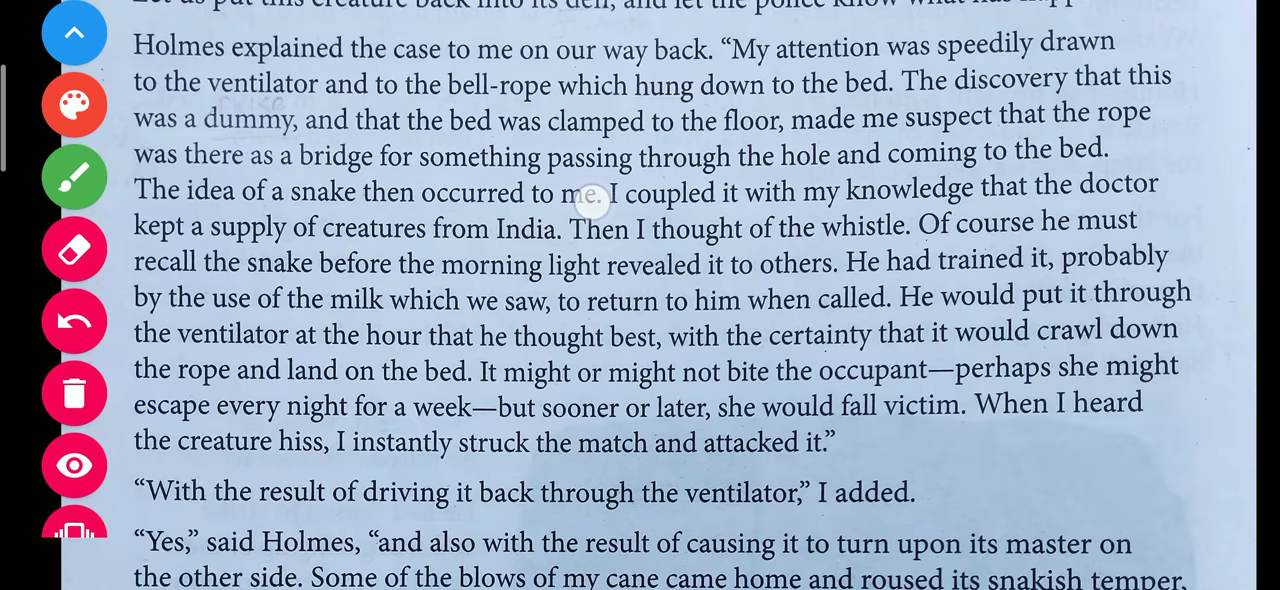 Let us put this creature back into its den, and let the police know what has
Holmes explained the case to me on our way back. “My attention was speedily drawn
to the ventilator and to the bell-rope which hung down to the bed. The discovery that this
was a dummy, and that the bed was clamped to the floor, made me suspect that the rope
was there as a bridge for something passing through the hole and coming to the bed.
The idea of a snake then occurred to me. I coupled it with my knowledge that the doctor
kept a supply of creatures from India. Then I thought of the whistle. Of course he must
recall the snake before the morning light revealed it to others. He had trained it, probably
by the use of the milk which we saw, to return to him when called. He would put it through
the ventilator at the hour that he thought best, with the certainty that it would crawl down
the rope and land on the bed. It might or might not bite the occupant—perhaps she might
escape every night for a week—but sooner or later, she would fall victim. When I heard
the creature hiss, I instantly struck the match and attacked it.”
“With the result of driving it back through the ventilator,” I added.
“Yes,” said Holmes, “and also with the result of causing it to turn upon its master on
the other side. Some of the blows of my cane came home and roused its snakish temper,